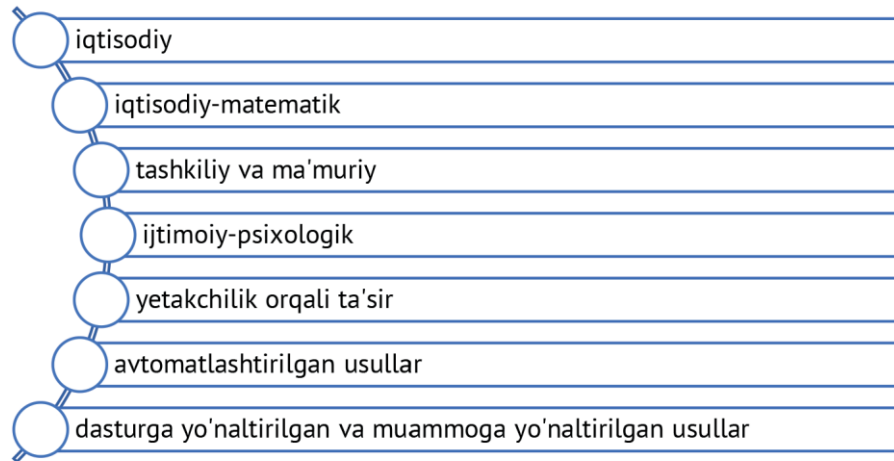 iqtisodiy
iqtisodiy-matematik
tashkiliy va ma'muriy
ijtimoiy-psixologik
yetakchilik orqali ta'sir
avtomatlashtirilgan usullar
dasturga yo'naltirilgan va muammoga yo'naltirilgan usullar